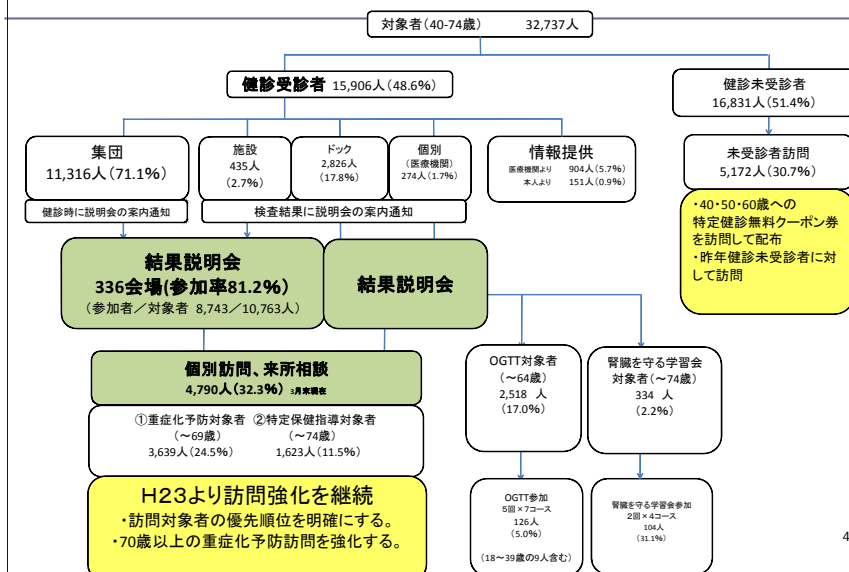 対象者(40-74歳)　32,737人
健診受診者 15,906人(48.6%)
健診未受診者
16,831人(51.4%)
集団
11,316人(71.1%)
施設
435人
(2.7%)
ドック
2,826人
(17.8%)
個別
(医療機関)
274人(1.7%)
情報提供
医療機関より　904人(5.7%)
本人より　151人(0.9%)
未受診者訪問
5,172人(30.7%)
健診時に説明会の案内通知
検査結果に説明会の案内通知
・40・50・60歳への
特定健診無料クーポン券
を訪問して配布
・昨年健診未受診者に対
して訪問
結果説明会
336会場(参加率81.2%)
(参加者／対象者 8,743／10,763人)
結果説明会
個別訪問、来所相談
4,790人(32.3%) 3月末現在
①重症化予防対象者 ②特定保健指導対象者
(～69歳)　(～74歳)
3,639人(24.5%)　1,623人(11.5%)
OGTT対象者
(～64歳)
2,518 人
(17.0%)
腎臓を守る学習会
対象者(～74歳)
334 人
(2.2%)
H23より訪問強化を継続
・訪問対象者の優先順位を明確にする。
・70歳以上の重症化予防訪問を強化する。
OGTT参加
5回×7コース
126人
(5.0%)
(18～39歳の9人含む)
腎臓を守る学習会参加
2回×4コース
104人
(31.1%)
4